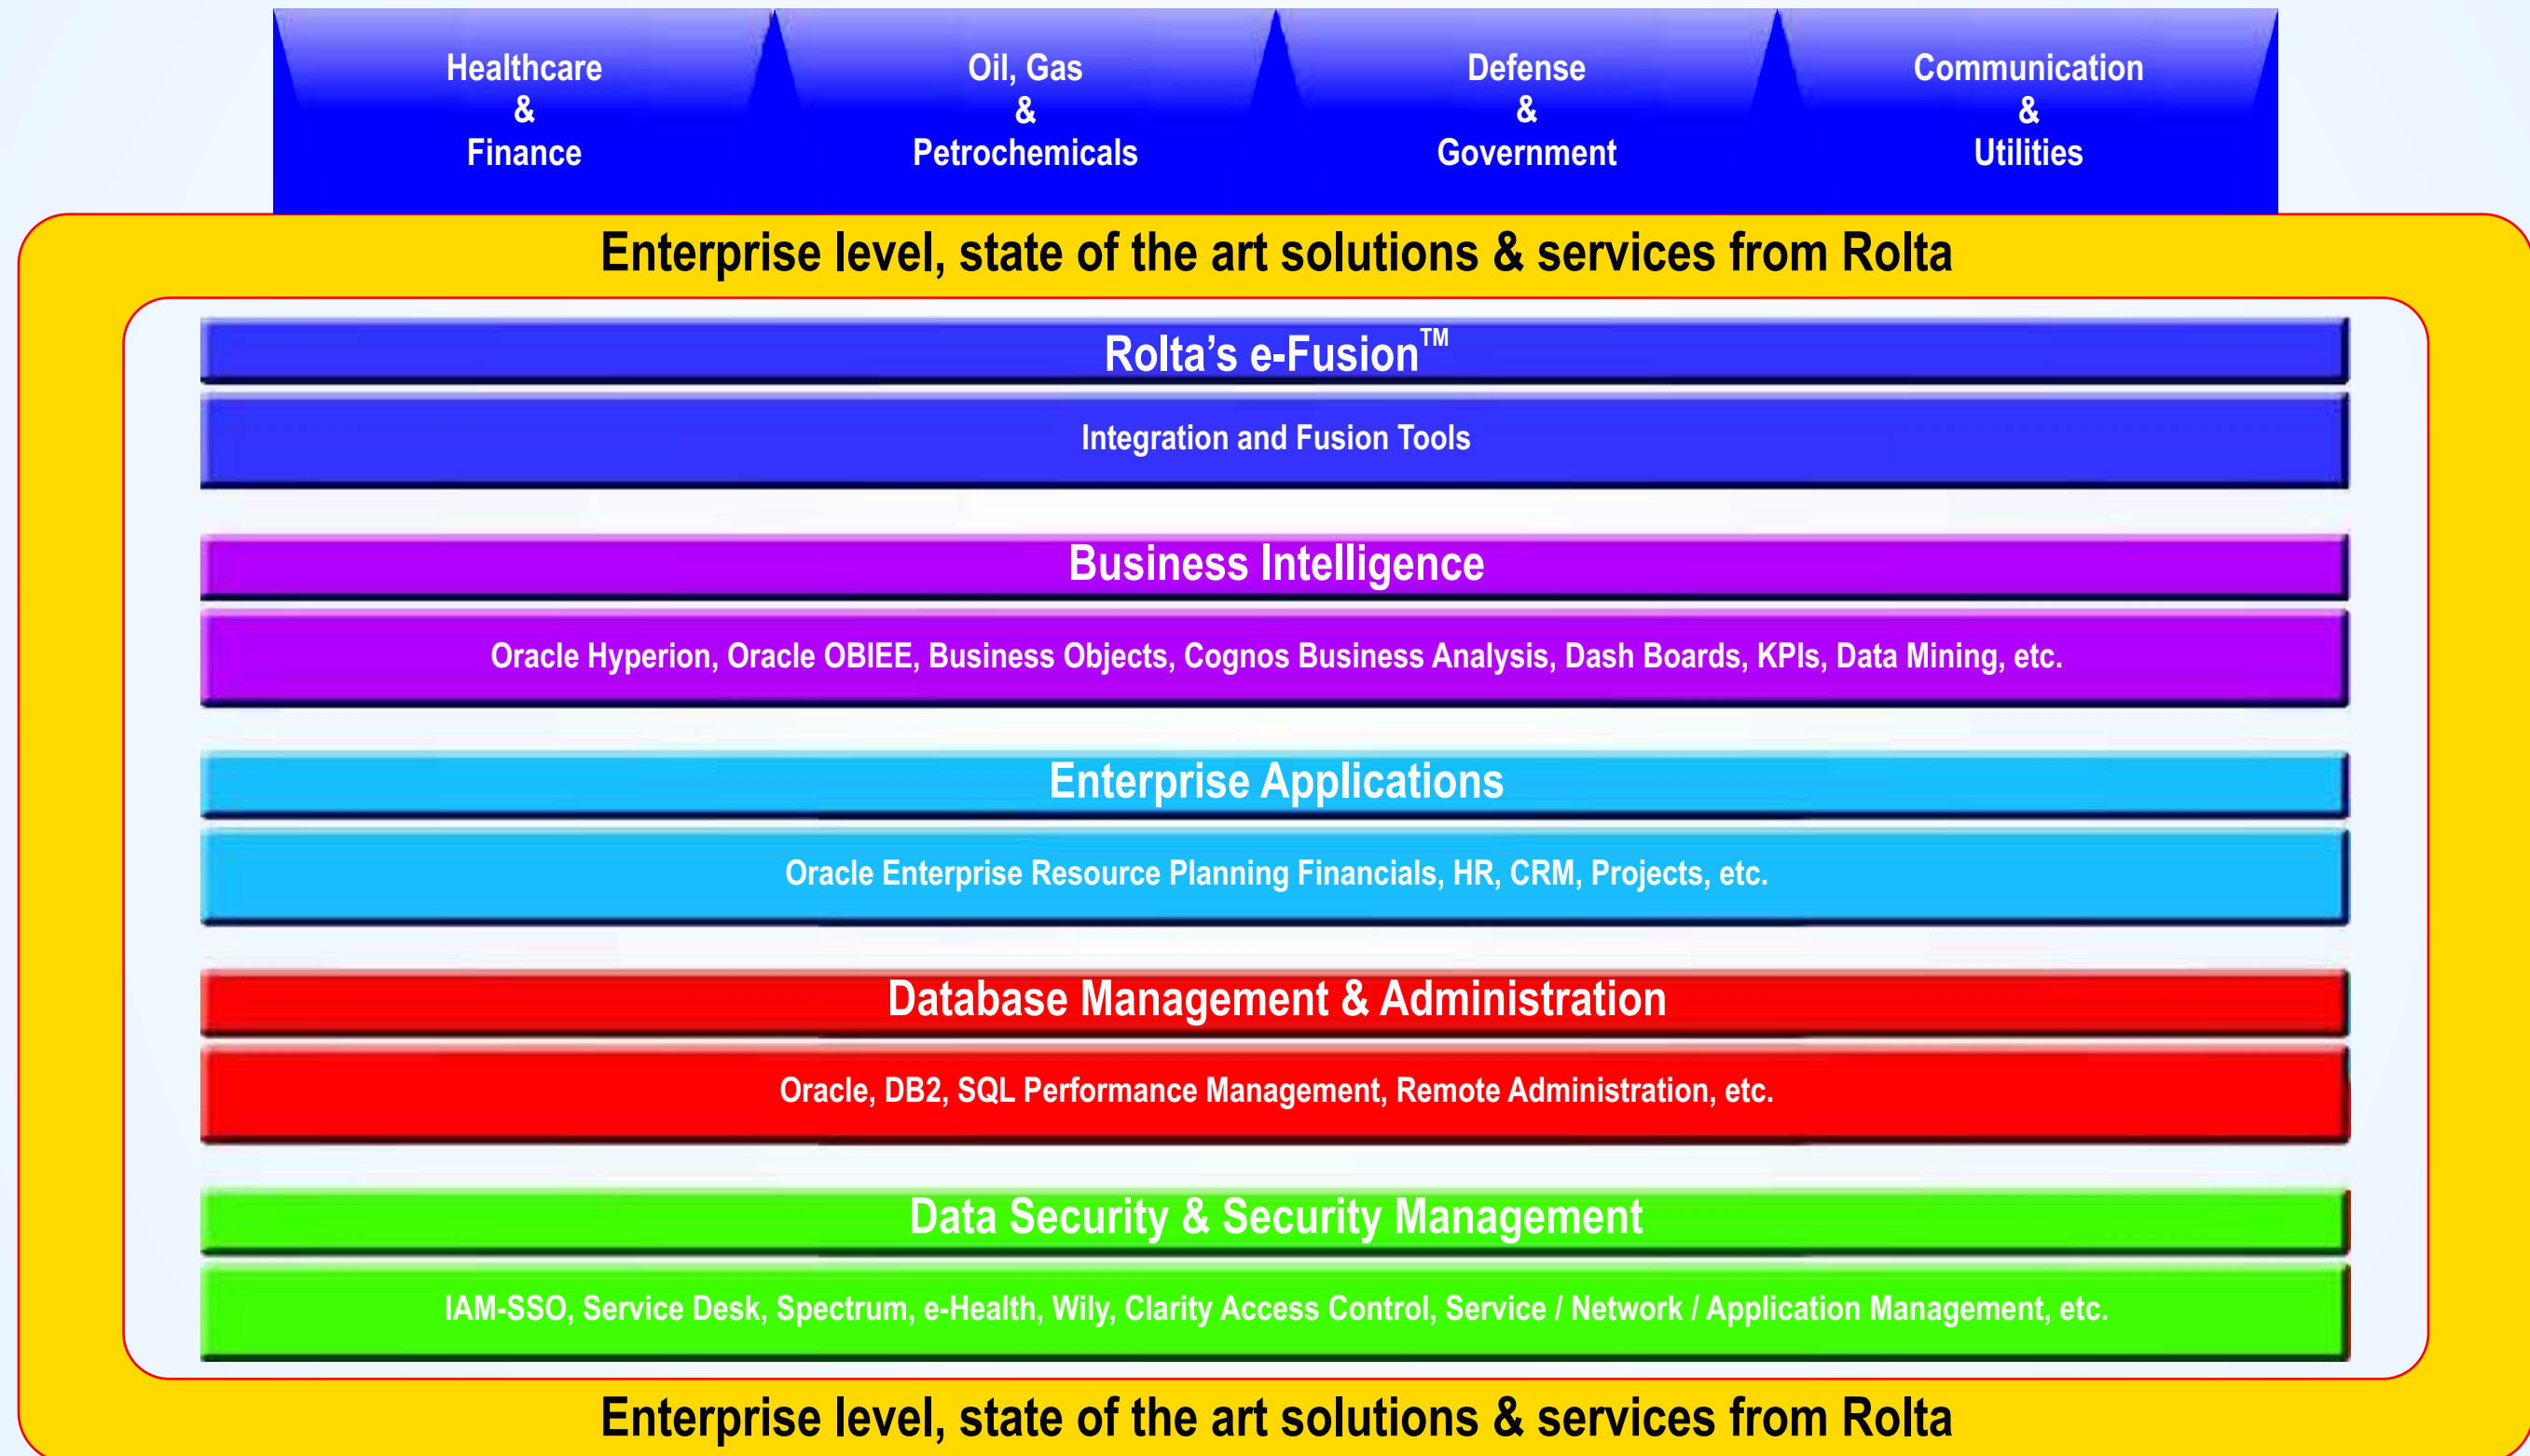 Healthcare
&
Finance
Oil, Gas
&
Petrochemicals
Defense
&
Government
Communication
&
Utilities
Enterprise level, state of the art solutions & services from Rolta
Rolta’s e-Fusion™
Integration and Fusion Tools
Business Intelligence
Oracle Hyperion, Oracle OBIEE, Business Objects, Cognos Business Analysis, Dash Boards, KPIs, Data Mining, etc.
Enterprise Applications
Oracle Enterprise Resource Planning Financials, HR, CRM, Projects, etc.
Database Management & Administration
Oracle, DB2, SQL Performance Management, Remote Administration, etc.
Data Security & Security Management
IAM-SSO, Service Desk, Spectrum, e-Health, Wily, Clarity Access Control, Service / Network / Application Management, etc.
Enterprise level, state of the art solutions & services from Rolta